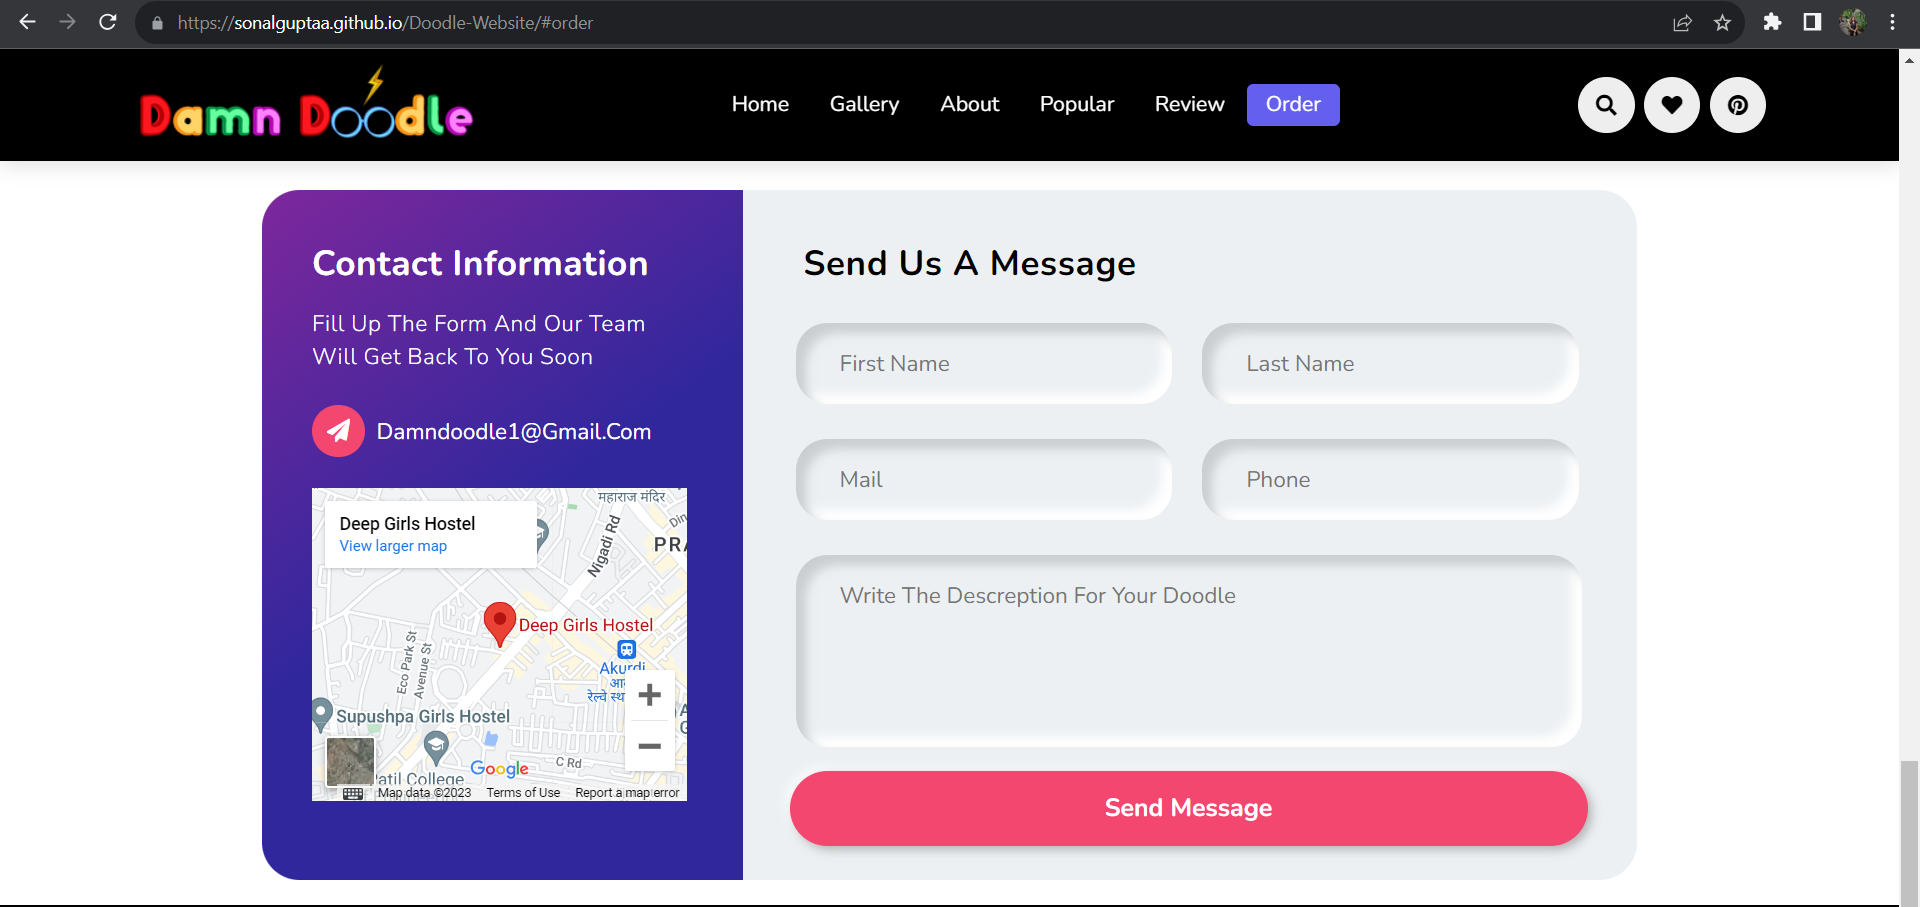 https://sonalguptaa.github.io/Doodle-Website/#order
Damn Doodle
Home Gallery About Popular Review Order
Contact Information
Fill Up The Form And Our Team
Will Get Back To You Soon
Damndoodle1@Gmail.Com
महाराज मंदिर
Deep Girls Hostel
View larger map
Nigadi Rd
Din
PRA
Deep Girls Hostel
Akurdi
Eco Park St
Avenue St
रेल्वे
Supushpa Girls Hostel
C Rd
Patil College
Google
Map data ©2023 Terms of Use Report a map error
Send Us A Message
First Name Last Name
Mail Phone
Write The Descreption For Your Doodle
Send Message